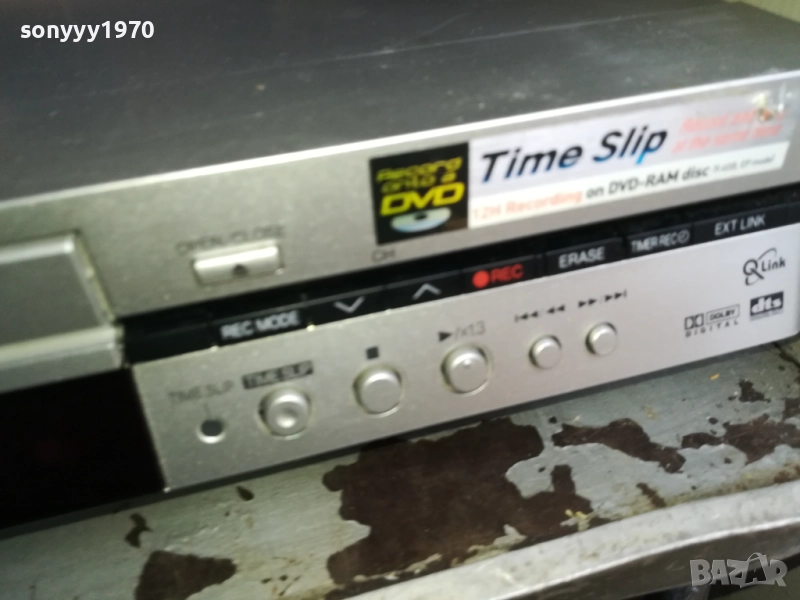 sonyyy1970
Record
onto a
DVD
Time Slip
12H Recording on DVD-RAM disc
OPEN/CLOSE
CH
REC MODE
REC
ERASE
TIMER REC
EXT LINK
Q Link
DOLBY
DIGITAL
dts
TIME SLIP
TIME SLIP
/x1.3
BAZAR